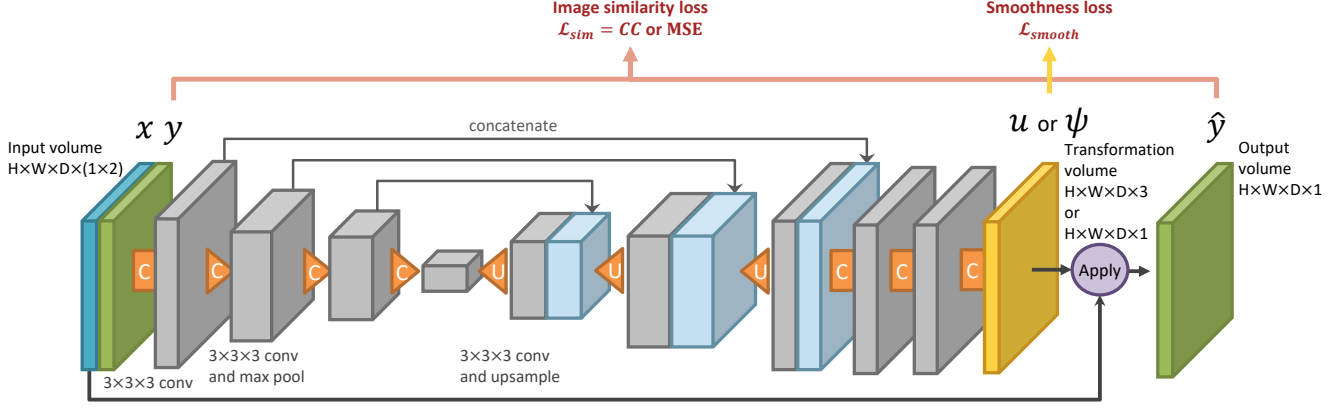 Image similarity loss
ℒ_sim = CC or MSE
Smoothness loss
ℒ_smooth
x y
concatenate
u or ψ
ŷ
Input volume
H×W×D×(1×2)
Transformation
volume
H×W×D×3
or
H×W×D×1
Output
volume
H×W×D×1
C
C
C
C
U
U
U
C
C
C
Apply
3×3×3 conv
3×3×3 conv
and max pool
3×3×3 conv
and upsample